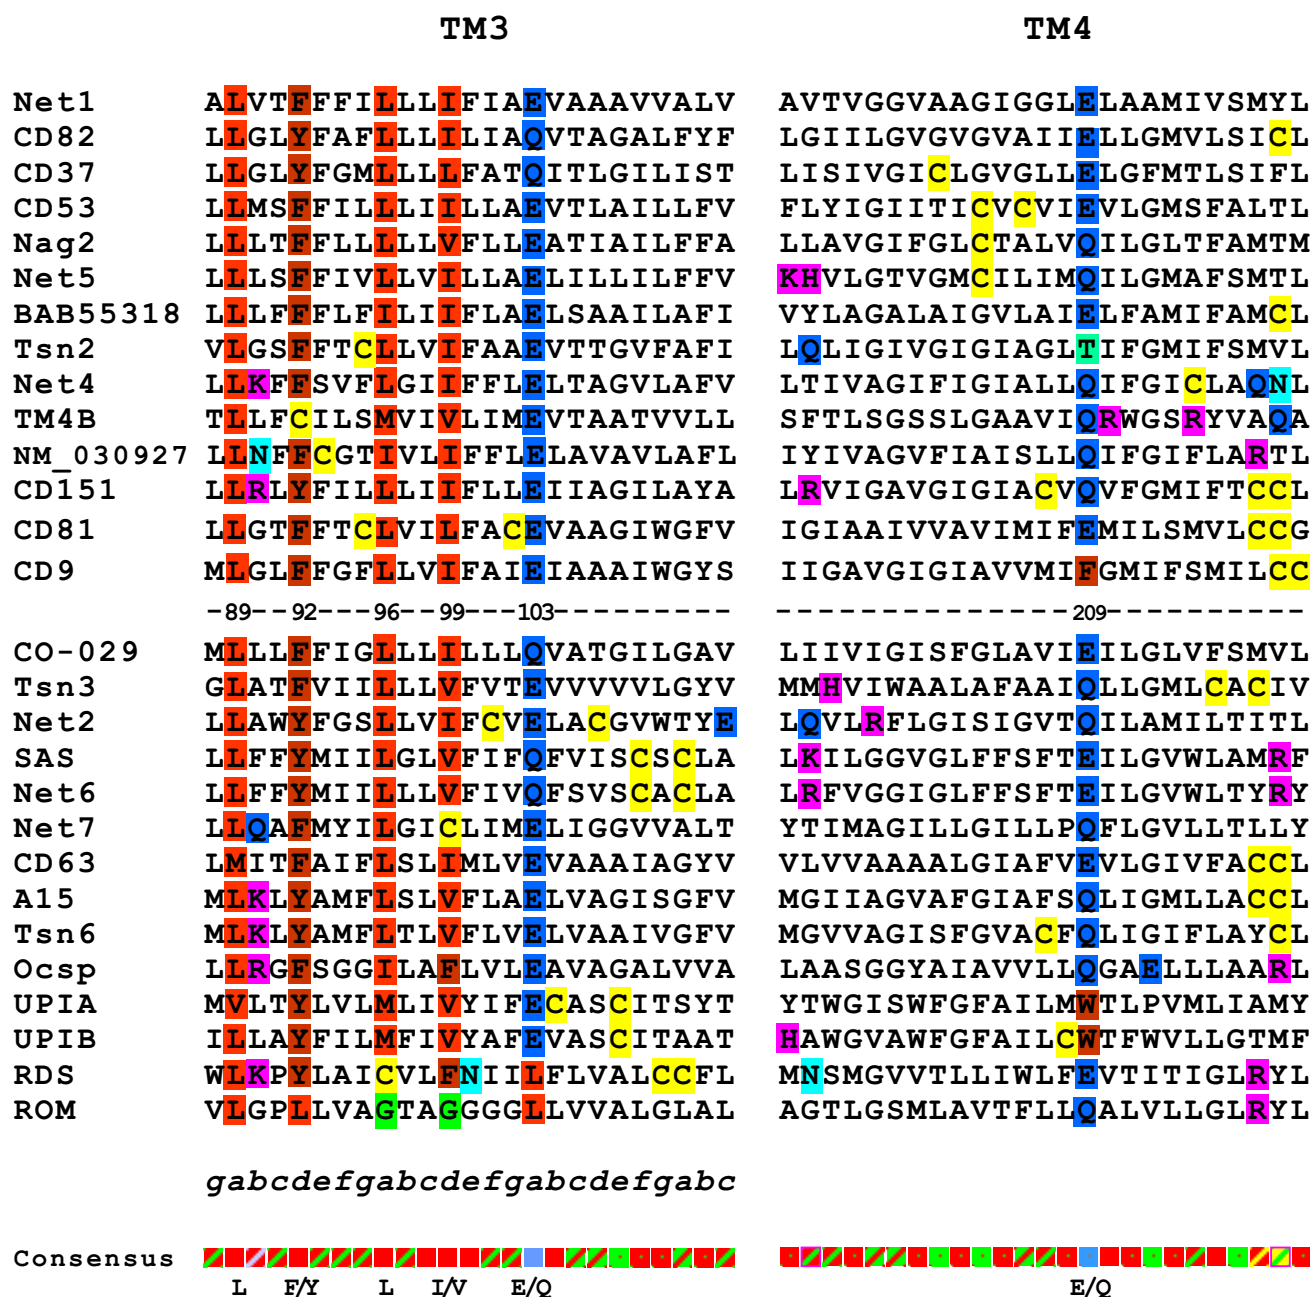 TM3 TM4
Net1 ALVTFFFILLLIFIAEVAAAVVALV AVTVGGVAAGIGGLELAAMIVSMYL
CD82 LLGLYFAFLLLILIAQVTAGALFYF LGIILGVGVGVAIIELLGMVLSICL
CD37 LLGLYFGMLLLLFATQITLGILIST LISIVGICLGVGLLELGFMTLSIFL
CD53 LLMSFFILLLIILLAEVTLAILLFV FLYIGIITICVCVIEVLGMSFALTL
Nag2 LLLTFFLLLLLVFLLEATIAILFFA LLAVGIFGLCTALVQILGLTFAMTM
Net5 LLLSFFIVLLVILLAELILLILFFV KHVLGTVGMCILIMQILGMAFSMTL
BAB55318 LLLFFFLFILIIFLAELSAAILAFI VYLAGALAIGVLAIELFAMIFAMCL
Tsn2 VLGSFFTCLLVIFAAEVTTGVFAFI LQLIGIVGIGIAGLTIFGMIFSMVL
Net4 LLKFFSVFLGIIFFLELTAGVLAFV LTIVAGIFIGIALLQIFGICLAQNL
TM4B TLLFCILSMVIVLIMEVTAATVVLL SFTLSGSSLGAAVIQRWGSRYVAQA
NM_030927 LLNFFCGTIVLIFFLELAVAVLAFL IYIVAGVFIAISLLQIFGIFLARTL
CD151 LLRLYFILLLIIFLLEIIAGILAYA LRVIGAVGIGIACVQVFGMIFTCCL
CD81 LLGTFFTCLVILFACEVAAGIWGFV IGIAAIVVAVIMIFEMILSMVLCCG
CD9 MLGLFFGFLLVIFAIEIAAAIWGYS IIGAVGIGIAVVMIFGMIFSMILCC
-89--92---96--99---103--------- ---------------209----------
CO-029 MLLLFFIGLLLILLLQVATGILGAV LIIVIGISFGLAVIEILGLVFSMVL
Tsn3 GLATFVIILLLVFVTEVVVVVLGYV MMHVIWAALAFAAIQLLGMLCACIV
Net2 LLAWYFGSLLVIFCVELACGVWTYE LQVLRFLGISIGVTQILAMILTITL
SAS LLFFYMIILGLVFIFQFVISCSCLA LKILGGVGLFFSFTEILGVWLAMRF
Net6 LLFFYMIILLLVFIVQFSVSCACLA LRFVGGIGLFFSFTEILGVWLTYRY
Net7 LLQAFMYILGICLIMELIGGVVALT YTIMAGILLGILLPQFLGVLLTLLY
CD63 LMITFAIFLSLIMLVEVAAAIAGYV VLVVAAAALGIAFVEVLGIVFACCL
A15 MLKLYAMFLSLVFLAELVAGISGFV MGIIAGVAFGIAFSQLIGMLLACCL
Tsn6 MLKLYAMFLTLVFLVELVAAIVGFV MGVVAGISFGVACFQLIGIFLAYCL
Ocsp LLRGFSGGILAFLVLEAVAGALVVA LAASGGYAIAVVLLQGAELLLAARL
UPIA MVLTYLVLMLIVYIFECASCITSYT YTWGISWFGFAILMWTLPVMLIAMY
UPIB ILLAYFILMFIVYAFEVASCITAAT HAWGVAWFGFAILCWTFWVLLGTMF
RDS WLKPYLAICVLFNIILFLVALCCFL MNSMGVVTLLIWLFEVTITIGLRYL
ROM VLGPLLVAGTAGGGGLLVVALGLAL AGTLGSMLAVTFLLQALVLLGLRYL
gabcdefgabcdefgabcdefgabc
Consensus
L F/Y L I/V E/Q E/Q